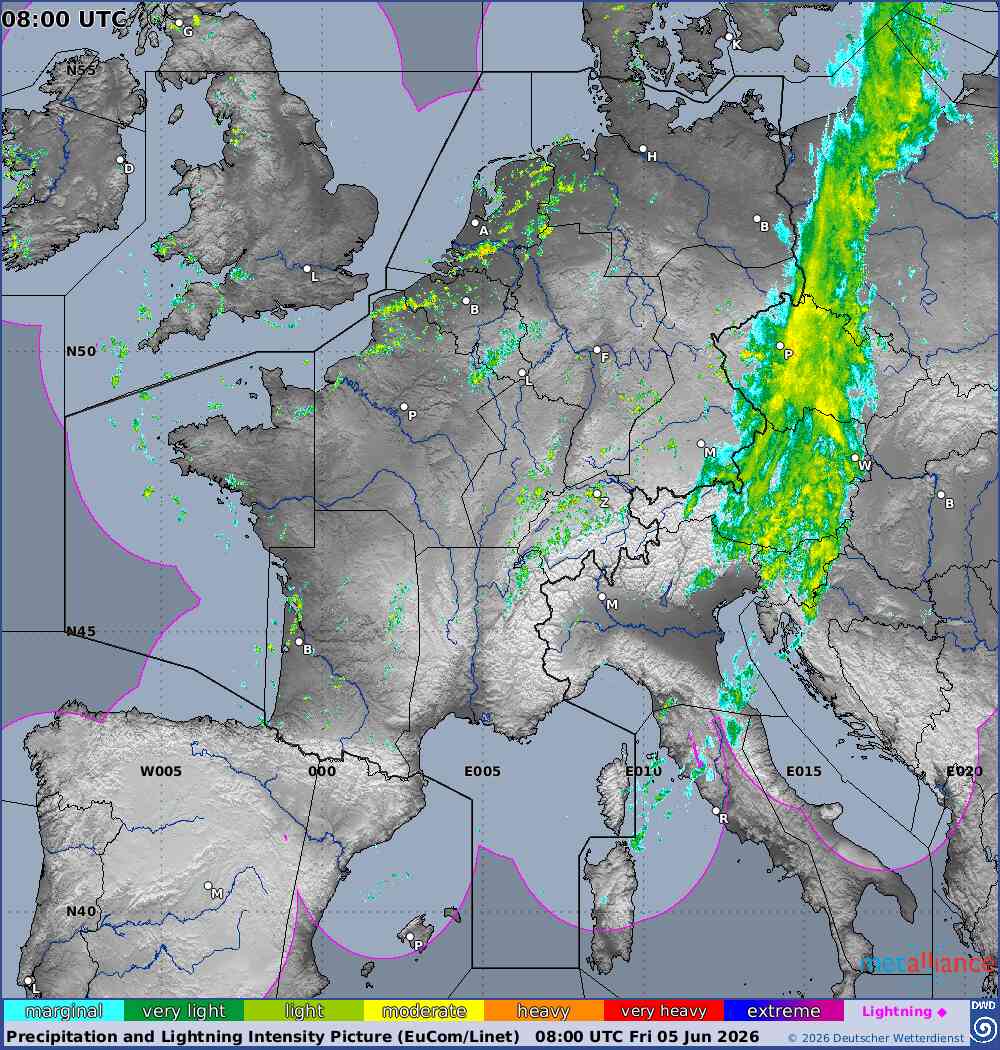 08:00 UTC
G
K
N55
D
H
B
A
L
B
N50
P
F
L
P
M
W
Z
B
M
N45
B
W005
000
E005
E010
E015
E020
R
M
N40
P
L
metalliance
marginal very light light moderate heavy very heavy extreme Lightning ◆
DWD
Precipitation and Lightning Intensity Picture (EuCom/Linet) 08:00 UTC Fri 05 Jun 2026 © 2026 Deutscher Wetterdienst